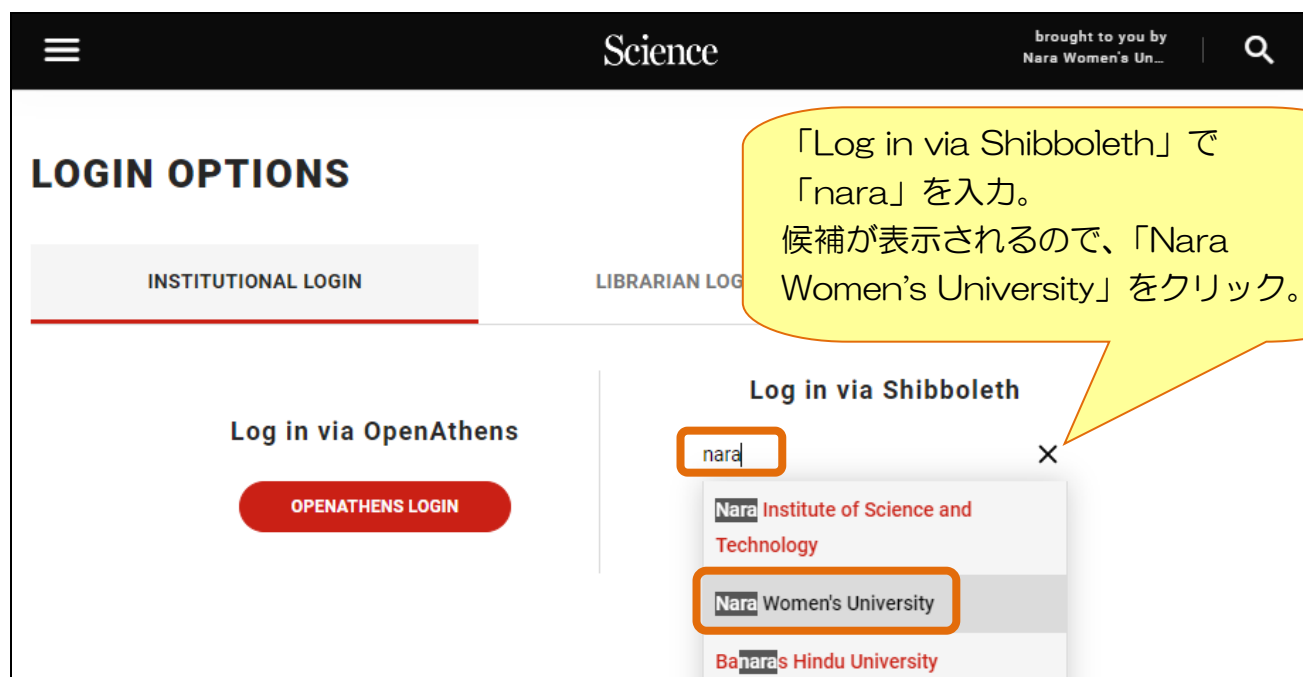 Science
brought to you by
Nara Women's Un...
LOGIN OPTIONS
「Log in via Shibboleth」で
「nara」を入力。
候補が表示されるので、「Nara
Women's University」をクリック。
INSTITUTIONAL LOGIN
LIBRARIAN LOG
Log in via OpenAthens
OPENATHENS LOGIN
Log in via Shibboleth
nara
Nara Institute of Science and
Technology
Nara Women's University
Banaras Hindu University